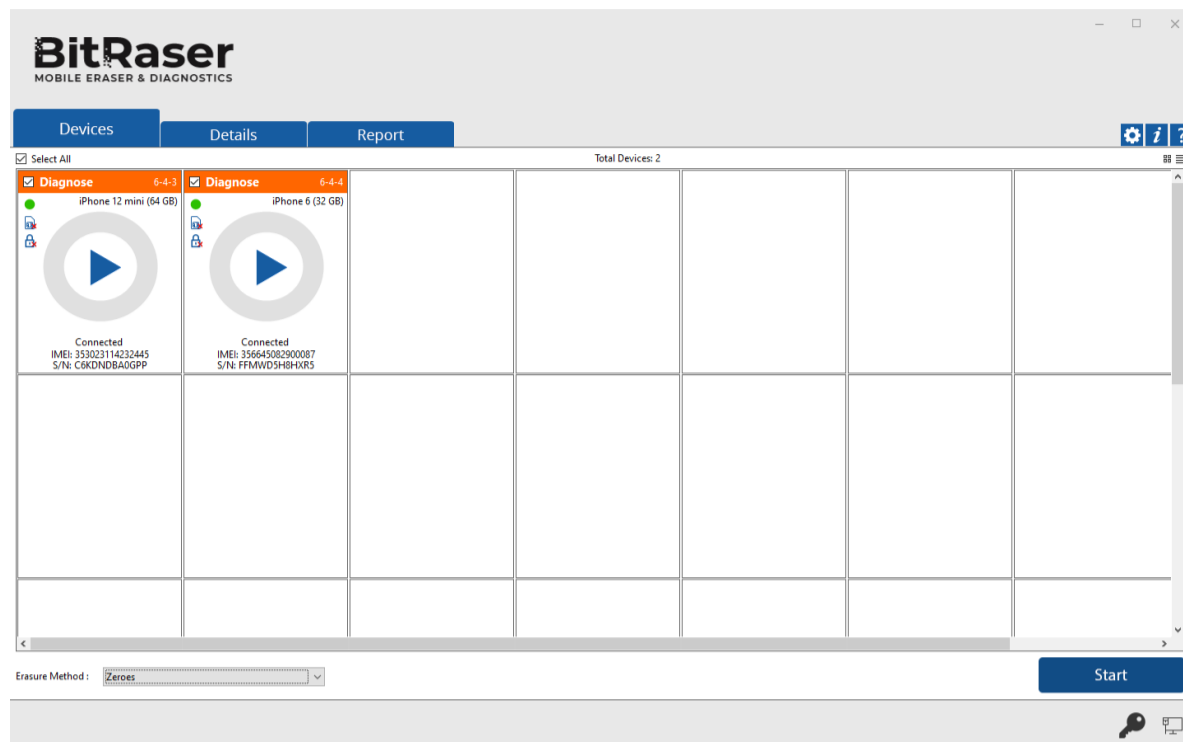 BitRaser
MOBILE ERASER & DIAGNOSTICS
Devices
Details
Report
Select All
Total Devices: 2
Diagnose 6-4-3
iPhone 12 mini (64 GB)
Connected
IMEI: 353023114232445
S/N: C6KDNDBA0GPP
Diagnose 6-4-4
iPhone 6 (32 GB)
Connected
IMEI: 356645082900087
S/N: FFMWD5H8HXR5
Erasure Method :
Zeroes
Start